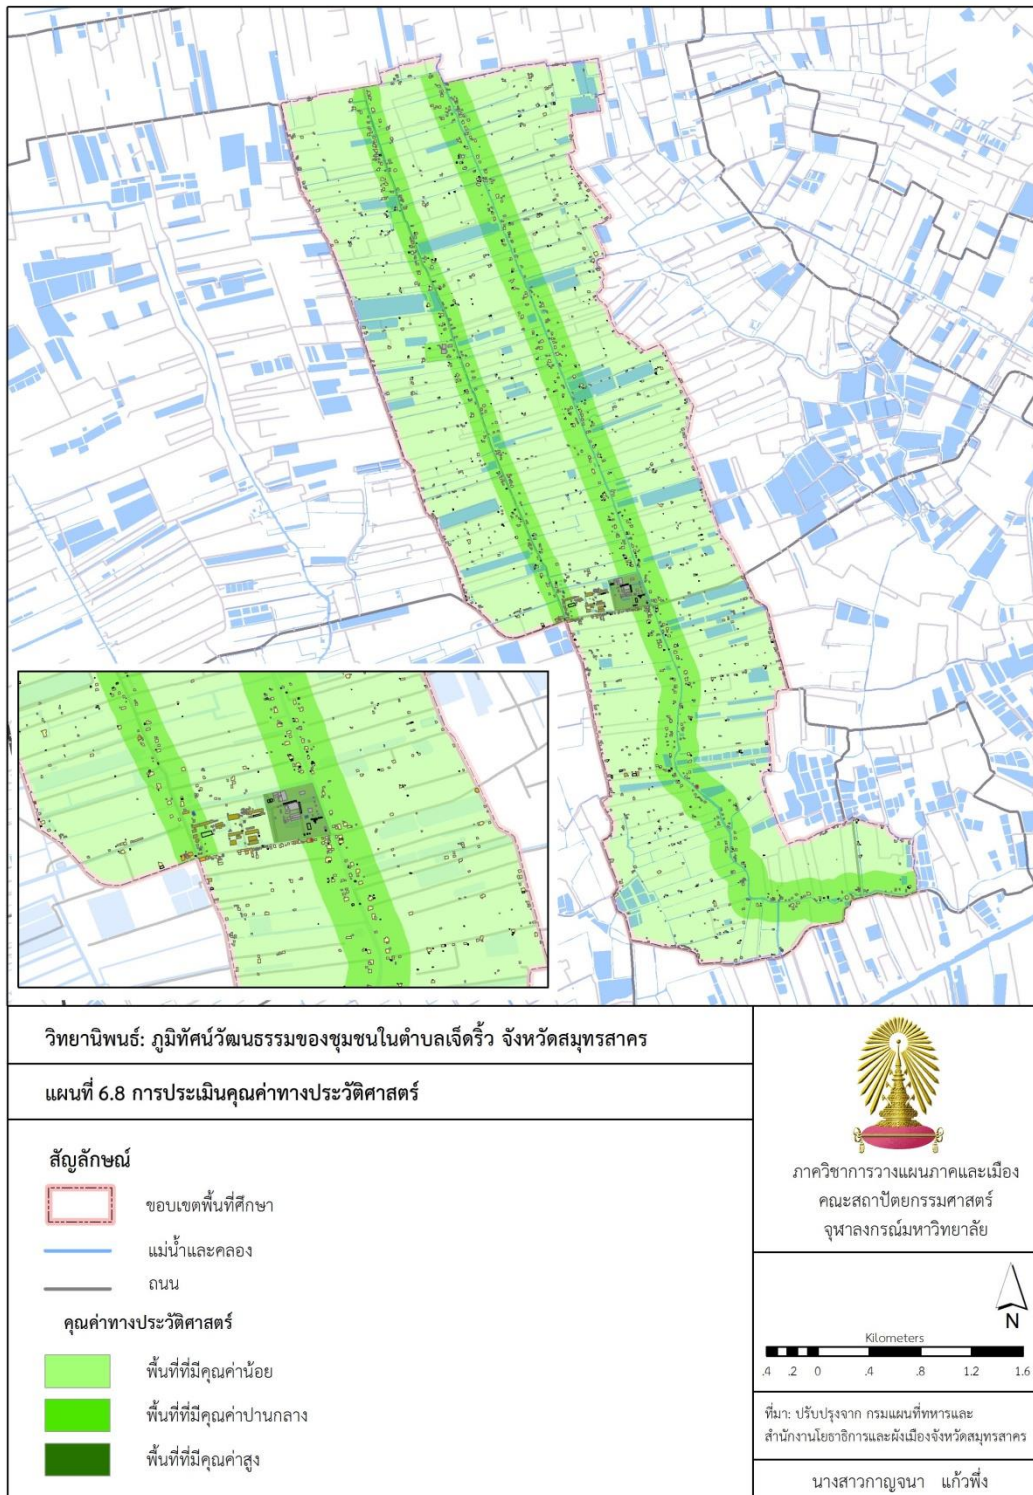 วิทยานิพนธ์: ภูมิทัศน์วัฒนธรรมของชุมชนในตำบลเจ็ดริ้ว จังหวัดสมุทรสาคร
แผนที่ 6.8 การประเมินคุณค่าทางประวัติศาสตร์
สัญลักษณ์
ขอบเขตพื้นที่ศึกษา
แม่น้ำและคลอง
ถนน
คุณค่าทางประวัติศาสตร์
พื้นที่ที่มีคุณค่าน้อย
พื้นที่ที่มีคุณค่าปานกลาง
พื้นที่ที่มีคุณค่าสูง
ภาควิชาการวางแผนภาคและเมือง
คณะสถาปัตยกรรมศาสตร์
จุฬาลงกรณ์มหาวิทยาลัย
N
Kilometers
.4 .2 0 .4 .8 1.2 1.6
ที่มา: ปรับปรุงจาก กรมแผนที่ทหารและ
สำนักงานโยธาธิการและผังเมืองจังหวัดสมุทรสาคร
นางสาวกาญจนา แก้วพึ่ง